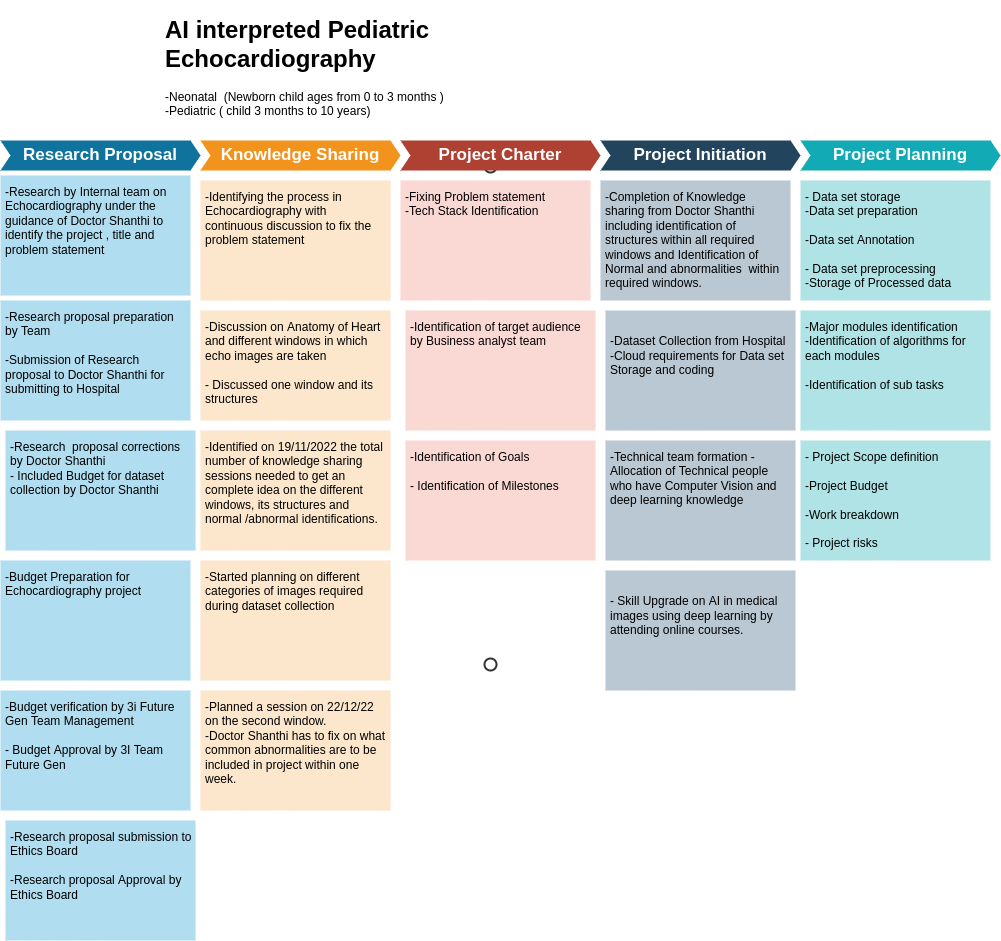 AI interpreted Pediatric
Echocardiography
-Neonatal  (Newborn child ages from 0 to 3 months )
-Pediatric ( child 3 months to 10 years)
Research Proposal
-Research by Internal team on
Echocardiography under the
guidance of Doctor Shanthi to
identify the project , title and
problem statement
-Research proposal preparation
by Team
-Submission of Research
proposal to Doctor Shanthi for
submitting to Hospital
-Research  proposal corrections
by Doctor Shanthi
- Included Budget for dataset
collection by Doctor Shanthi
-Budget Preparation for
Echocardiography project
-Budget verification by 3i Future
Gen Team Management
- Budget Approval by 3I Team
Future Gen
-Research proposal submission to
Ethics Board
-Research proposal Approval by
Ethics Board
Knowledge Sharing
-Identifying the process in
Echocardiography with
continuous discussion to fix the
problem statement
-Discussion on Anatomy of Heart
and different windows in which
echo images are taken
- Discussed one window and its
structures
-Identified on 19/11/2022 the total
number of knowledge sharing
sessions needed to get an
complete idea on the different
windows, its structures and
normal /abnormal identifications.
-Started planning on different
categories of images required
during dataset collection
-Planned a session on 22/12/22
on the second window.
-Doctor Shanthi has to fix on what
common abnormalities are to be
included in project within one
week.
Project Charter
-Fixing Problem statement
-Tech Stack Identification
-Identification of target audience
by Business analyst team
-Identification of Goals
- Identification of Milestones
Project Initiation
-Completion of Knowledge
sharing from Doctor Shanthi
including identification of
structures within all required
windows and Identification of
Normal and abnormalities  within
required windows.
-Dataset Collection from Hospital
-Cloud requirements for Data set
Storage and coding
-Technical team formation -
Allocation of Technical people
who have Computer Vision and
deep learning knowledge
- Skill Upgrade on AI in medical
images using deep learning by
attending online courses.
Project Planning
- Data set storage
-Data set preparation
-Data set Annotation
- Data set preprocessing
-Storage of Processed data
-Major modules identification
-Identification of algorithms for
each modules
-Identification of sub tasks
- Project Scope definition
-Project Budget
-Work breakdown
- Project risks